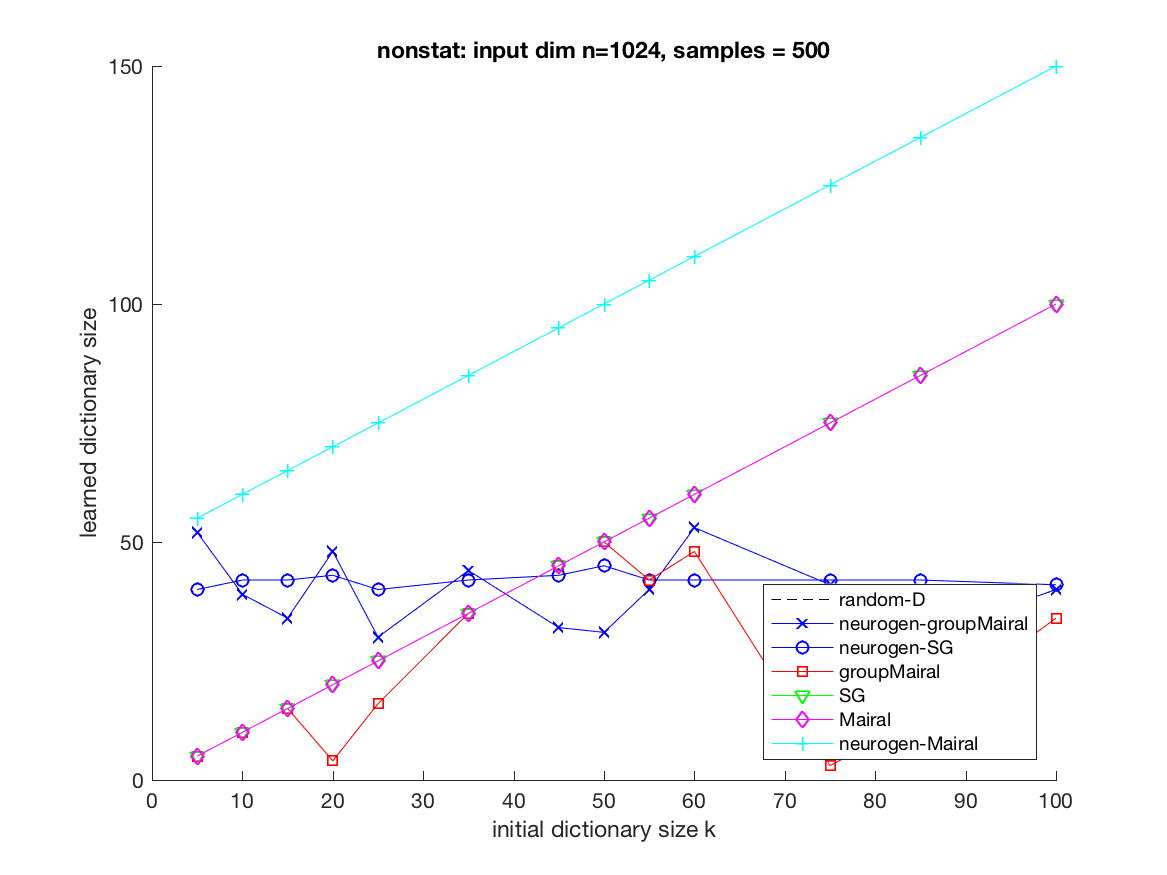 nonstat: input dim n=1024, samples = 500
150
100
50
0
learned dictionary size
random-D
neurogen-groupMairal
neurogen-SG
groupMairal
SG
Mairal
neurogen-Mairal
0 10 20 30 40 50 60 70 80 90 100
initial dictionary size k